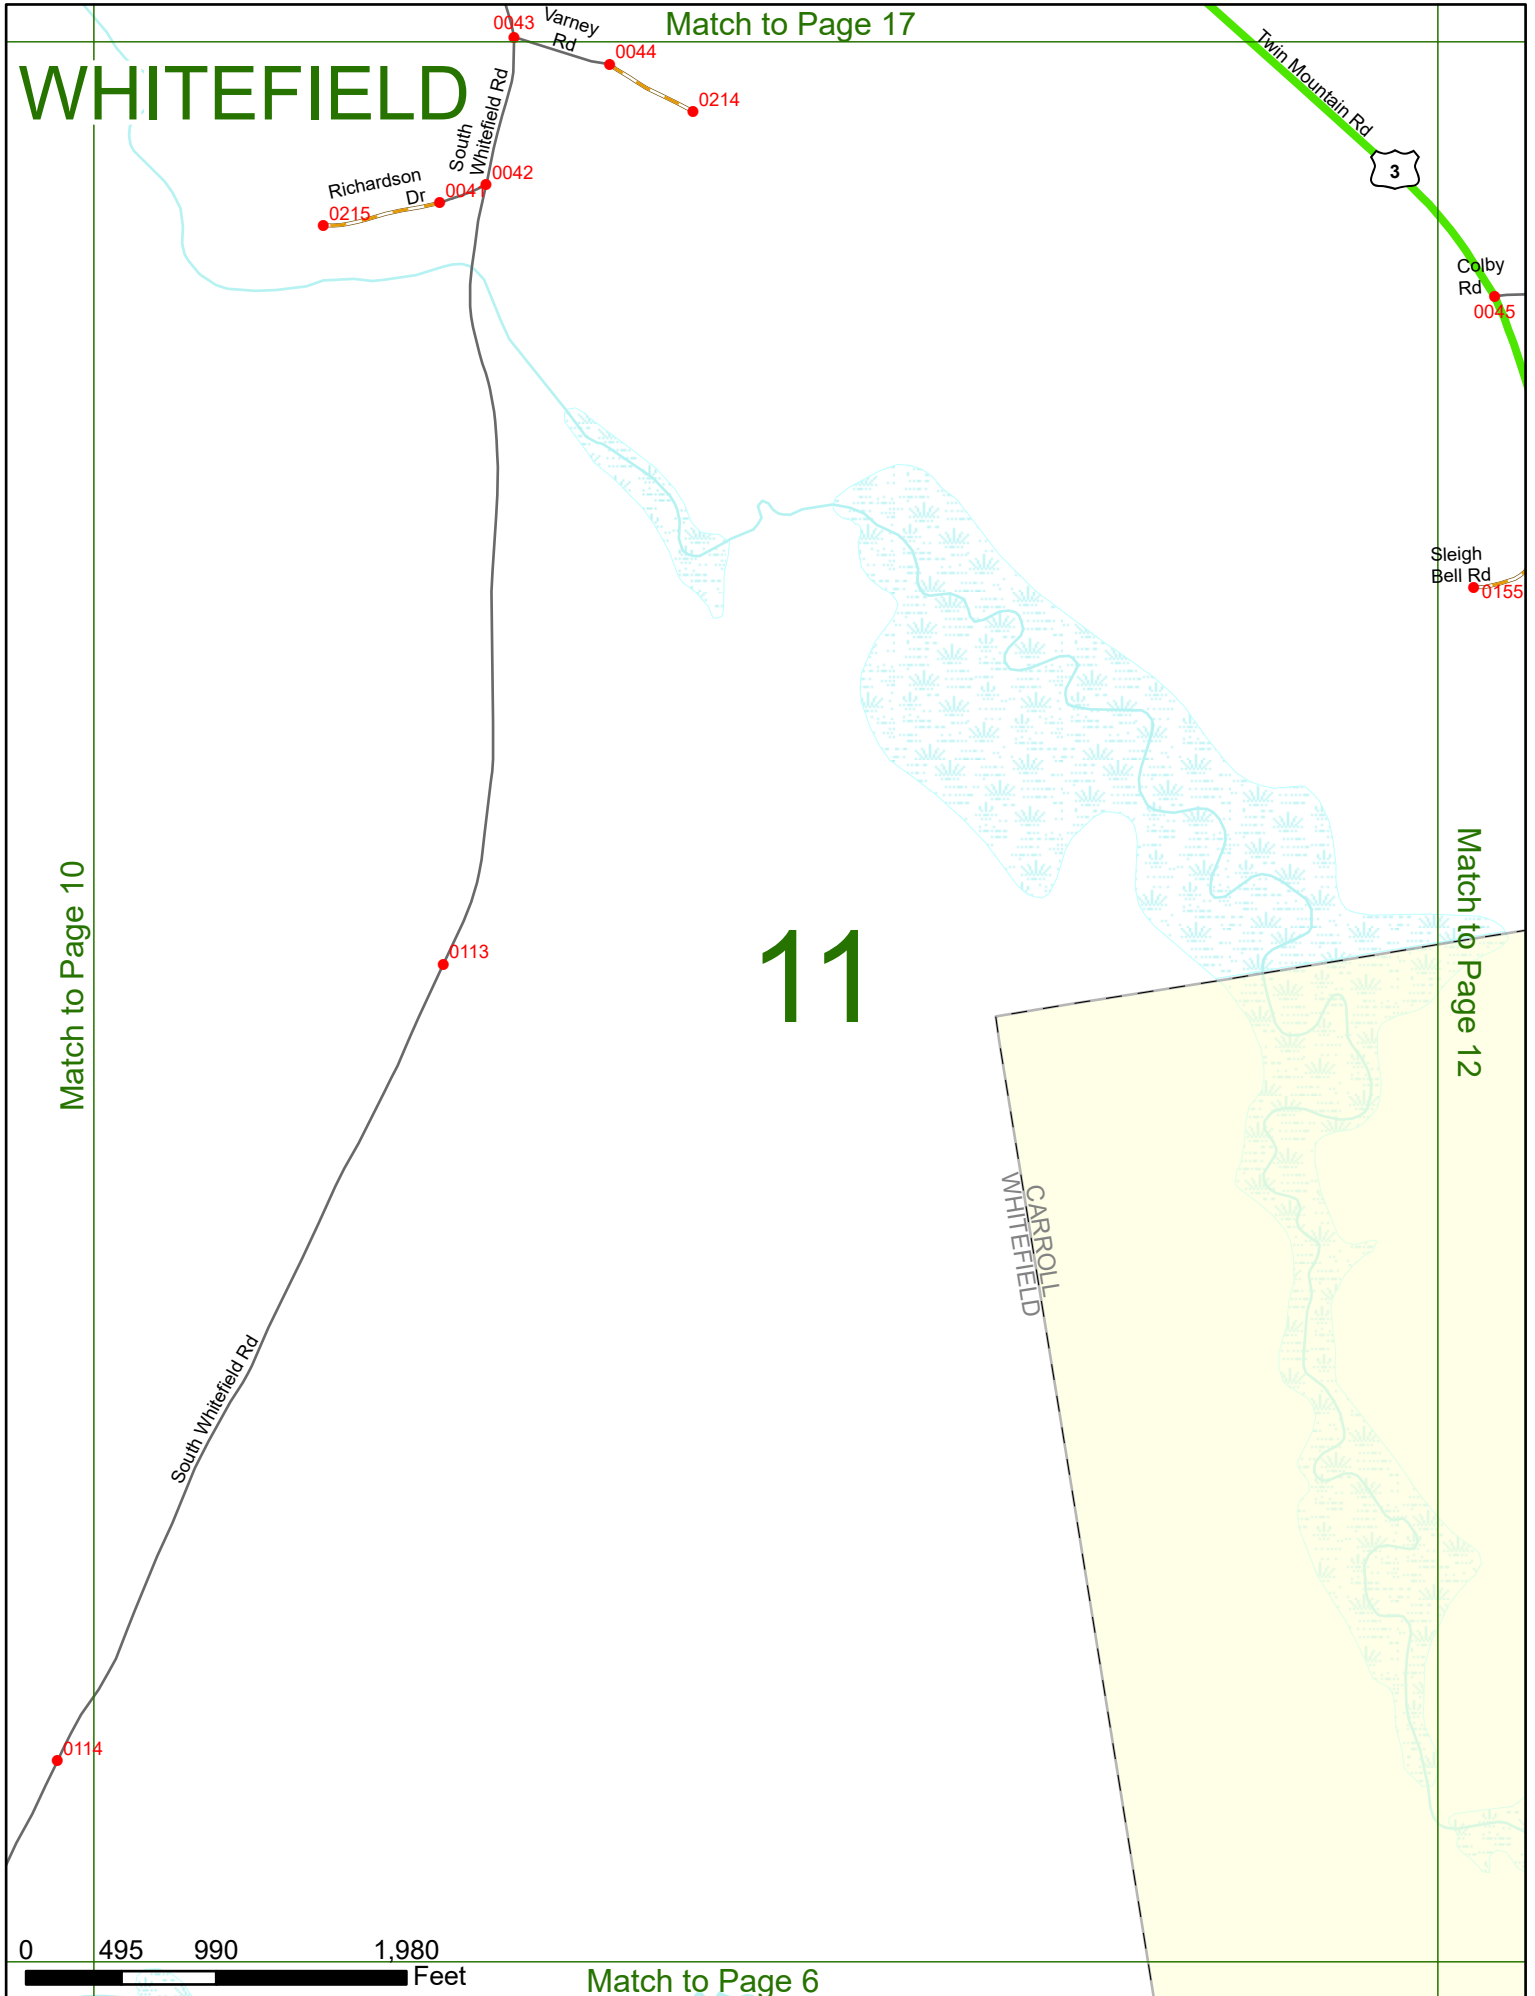 Match to Page 17
WHITEFIELD
0043
Varney
Rd
0044
0214
South
Whitefield Rd
0042
Richardson
Dr
0041
0215
Twin Mountain Rd
3
Colby
Rd
0045
Sleigh
Bell Rd
0155
Match to Page 10
0113
11
Match to Page 12
CARROLL
WHITEFIELD
South Whitefield Rd
0114
0 495 990 1,980
Feet
Match to Page 6